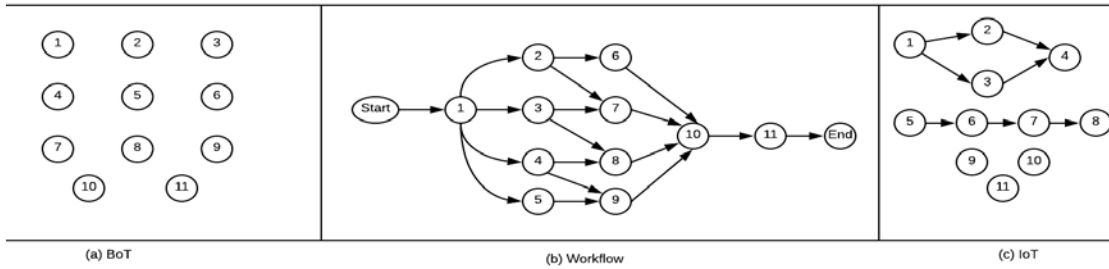 1 2 3
4 5 6
7 8 9
10 11
(a) BoT
2 6
Start 1 3 7
10 11 End
4 8
5 9
(b) Workflow
1 2 4
3
5 6 7 8
9 10
11
(c) IoT